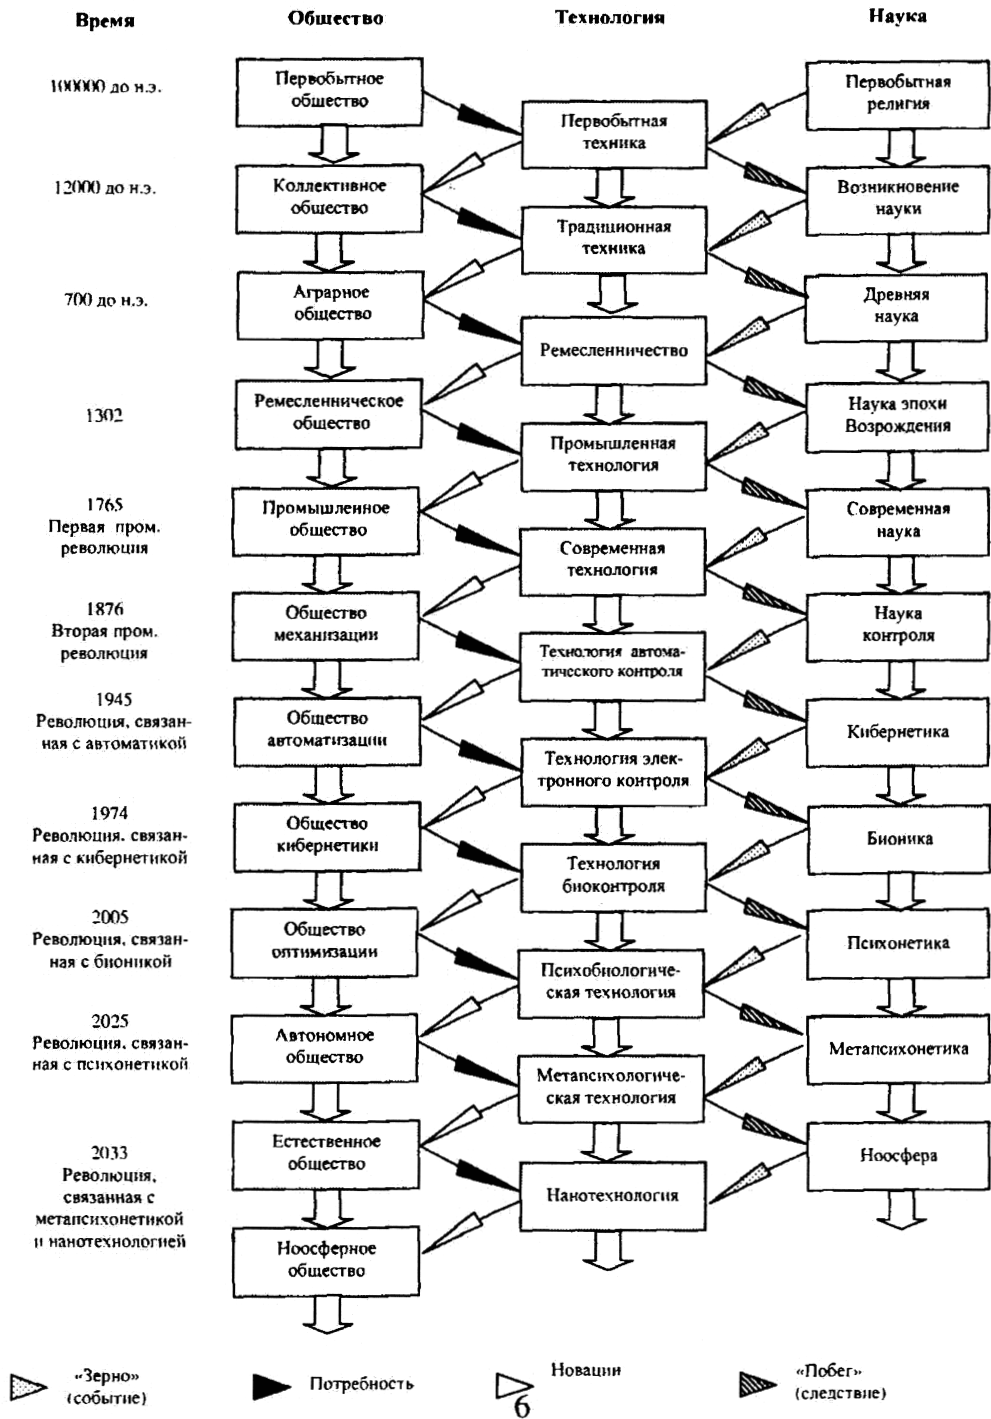 Время
Общество
Технология
Наука
100000 до н.э.
Первобытное
общество
Первобытная
техника
Первобытная
религия
12000 до н.э.
Коллективное
общество
Традиционная
техника
Возникновение
науки
700 до н.э.
Аграрное
общество
Ремесленничество
Древняя
наука
1302
Ремесленническое
общество
Промышленная
технология
Наука эпохи
Возрождения
1765
Первая пром.
революция
Промышленное
общество
Современная
технология
Современная
наука
1876
Вторая пром.
революция
Общество
механизации
Технология автома-
тического контроля
Наука
контроля
1945
Революция, связан-
ная с автоматикой
Общество
автоматизации
Технология элек-
тронного контроля
Кибернетика
1974
Революция, связан-
ная с кибернетикой
Общество
кибернетики
Технология
биоконтроля
Бионика
2005
Революция, связан-
ная с бионикой
Общество
оптимизации
Психобиологиче-
ская технология
Психонетика
2025
Революция, связан-
ная с психонетикой
Автономное
общество
Метапсихологиче-
ская технология
Метапсихонетика
2033
Революция,
связанная с
метапсихонетикой
и нанотехнологией
Естественное
общество
Нанотехнология
Ноосфера
Ноосферное
общество
«Зерно»
(событие)
Потребность
Новации
«Побег»
(следствие)
6